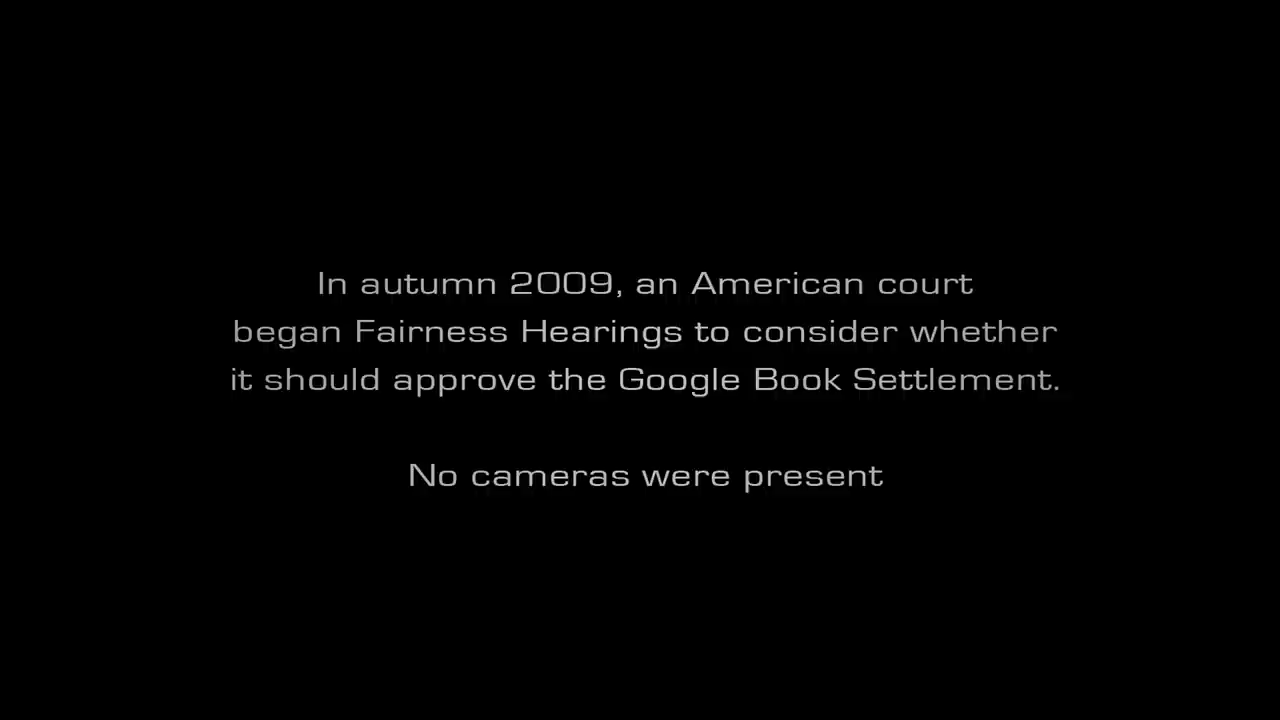 In autumn 2009, an American court
began Fairness Hearings to consider whether
it should approve the Google Book Settlement.
No cameras were present